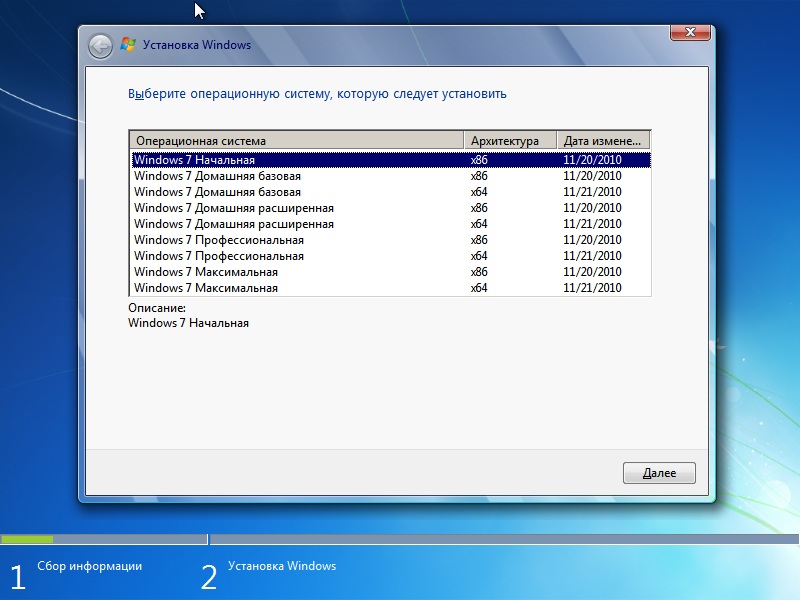 Установка Windows
Выберите операционную систему, которую следует установить
Операционная система Архитектура Дата измене...
Windows 7 Начальная x86 11/20/2010
Windows 7 Домашняя базовая x86 11/20/2010
Windows 7 Домашняя базовая x64 11/21/2010
Windows 7 Домашняя расширенная x86 11/20/2010
Windows 7 Домашняя расширенная x64 11/21/2010
Windows 7 Профессиональная x86 11/20/2010
Windows 7 Профессиональная x64 11/21/2010
Windows 7 Максимальная x86 11/20/2010
Windows 7 Максимальная x64 11/21/2010
Описание:
Windows 7 Начальная
Далее
1 Сбор информации 2 Установка Windows